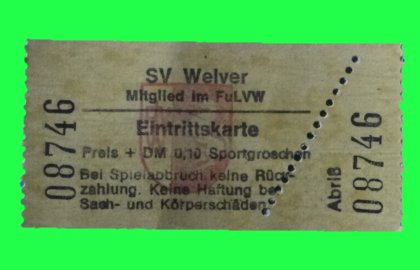 SV Welver
Mitglied im FuLVW
Eintrittskarte
Preis + DM 0,10 Sportgroschen
Bei Spielabbruch keine Rück-
zahlung. Keine Haftung bei
Sach- und Körperschäden
08746
Abriß
08746